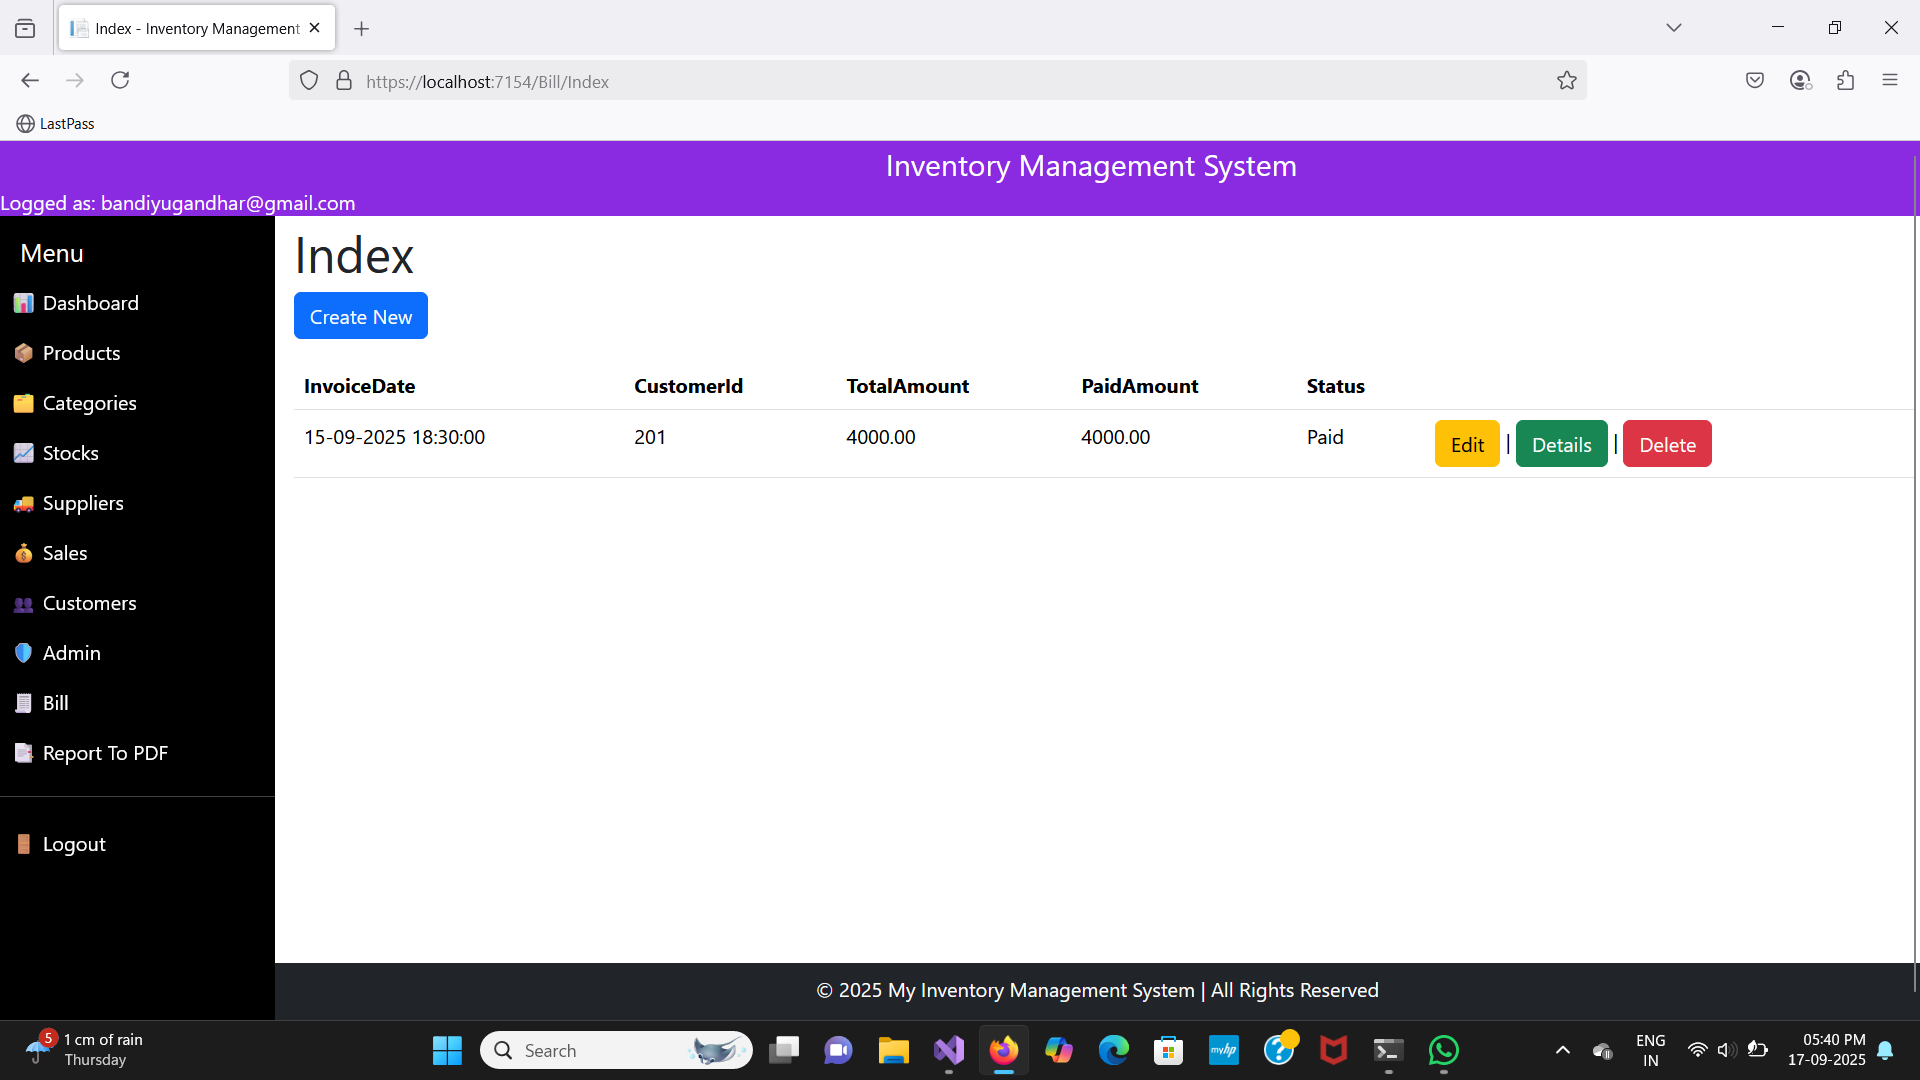 Index - Inventory Management
https://localhost:7154/Bill/Index
LastPass
Inventory Management System
Logged as: bandiyugandhar@gmail.com
Menu
Dashboard
Products
Categories
Stocks
Suppliers
Sales
Customers
Admin
Bill
Report To PDF
Logout
Index
Create New
InvoiceDate CustomerId TotalAmount PaidAmount Status
15-09-2025 18:30:00 201 4000.00 4000.00 Paid Edit | Details | Delete
© 2025 My Inventory Management System | All Rights Reserved
5
1 cm of rain
Thursday
Search
myhp
ENG
IN
05:40 PM
17-09-2025